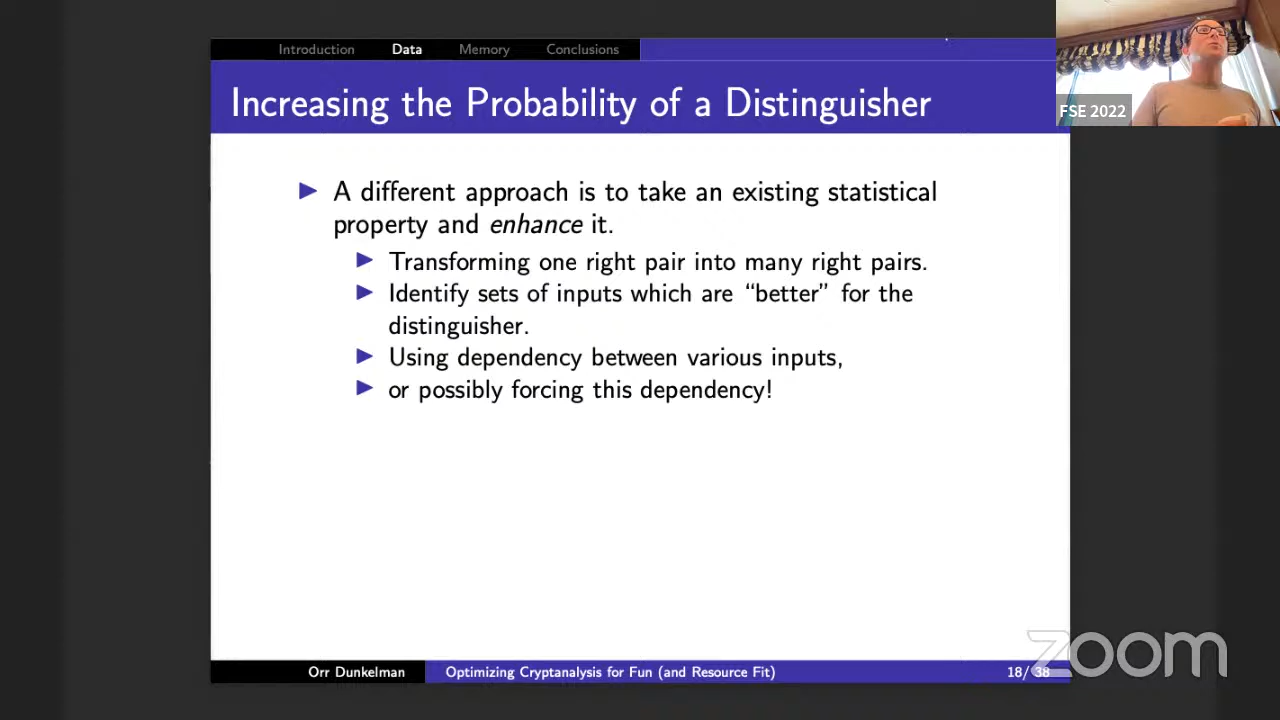 Introduction Data Memory Conclusions
Increasing the Probability of a Distinguisher
A different approach is to take an existing statistical
property and enhance it.
Transforming one right pair into many right pairs.
Identify sets of inputs which are “better” for the
distinguisher.
Using dependency between various inputs,
or possibly forcing this dependency!
Orr Dunkelman Optimizing Cryptanalysis for Fun (and Resource Fit) 18/ 38
FSE 2022
zoom